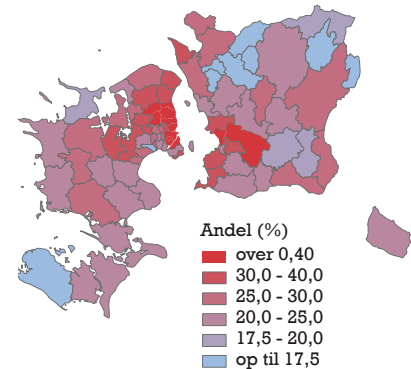 Andel (%)
over 0,40
30,0 - 40,0
25,0 - 30,0
20,0 - 25,0
17,5 - 20,0
op til 17,5